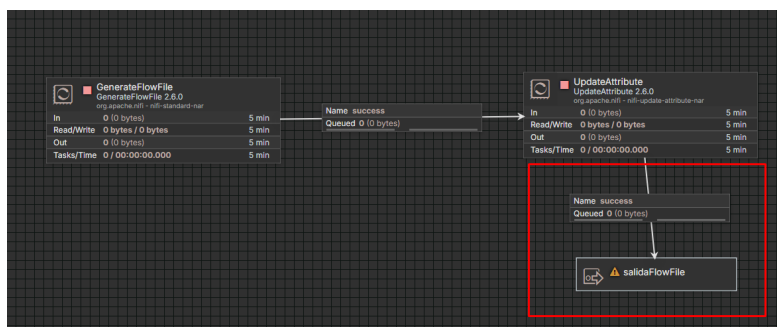 GenerateFlowFile
GenerateFlowFile 2.6.0
org.apache.nifi - nifi-standard-nar
In 0 (0 bytes) 5 min
Read/Write 0 bytes / 0 bytes 5 min
Out 0 (0 bytes) 5 min
Tasks/Time 0 / 00:00:00.000 5 min
Name success
Queued 0 (0 bytes)
UpdateAttribute
UpdateAttribute 2.6.0
org.apache.nifi - nifi-update-attribute-nar
In 0 (0 bytes) 5 min
Read/Write 0 bytes / 0 bytes 5 min
Out 0 (0 bytes) 5 min
Tasks/Time 0 / 00:00:00.000 5 min
Name success
Queued 0 (0 bytes)
salidaFlowFile